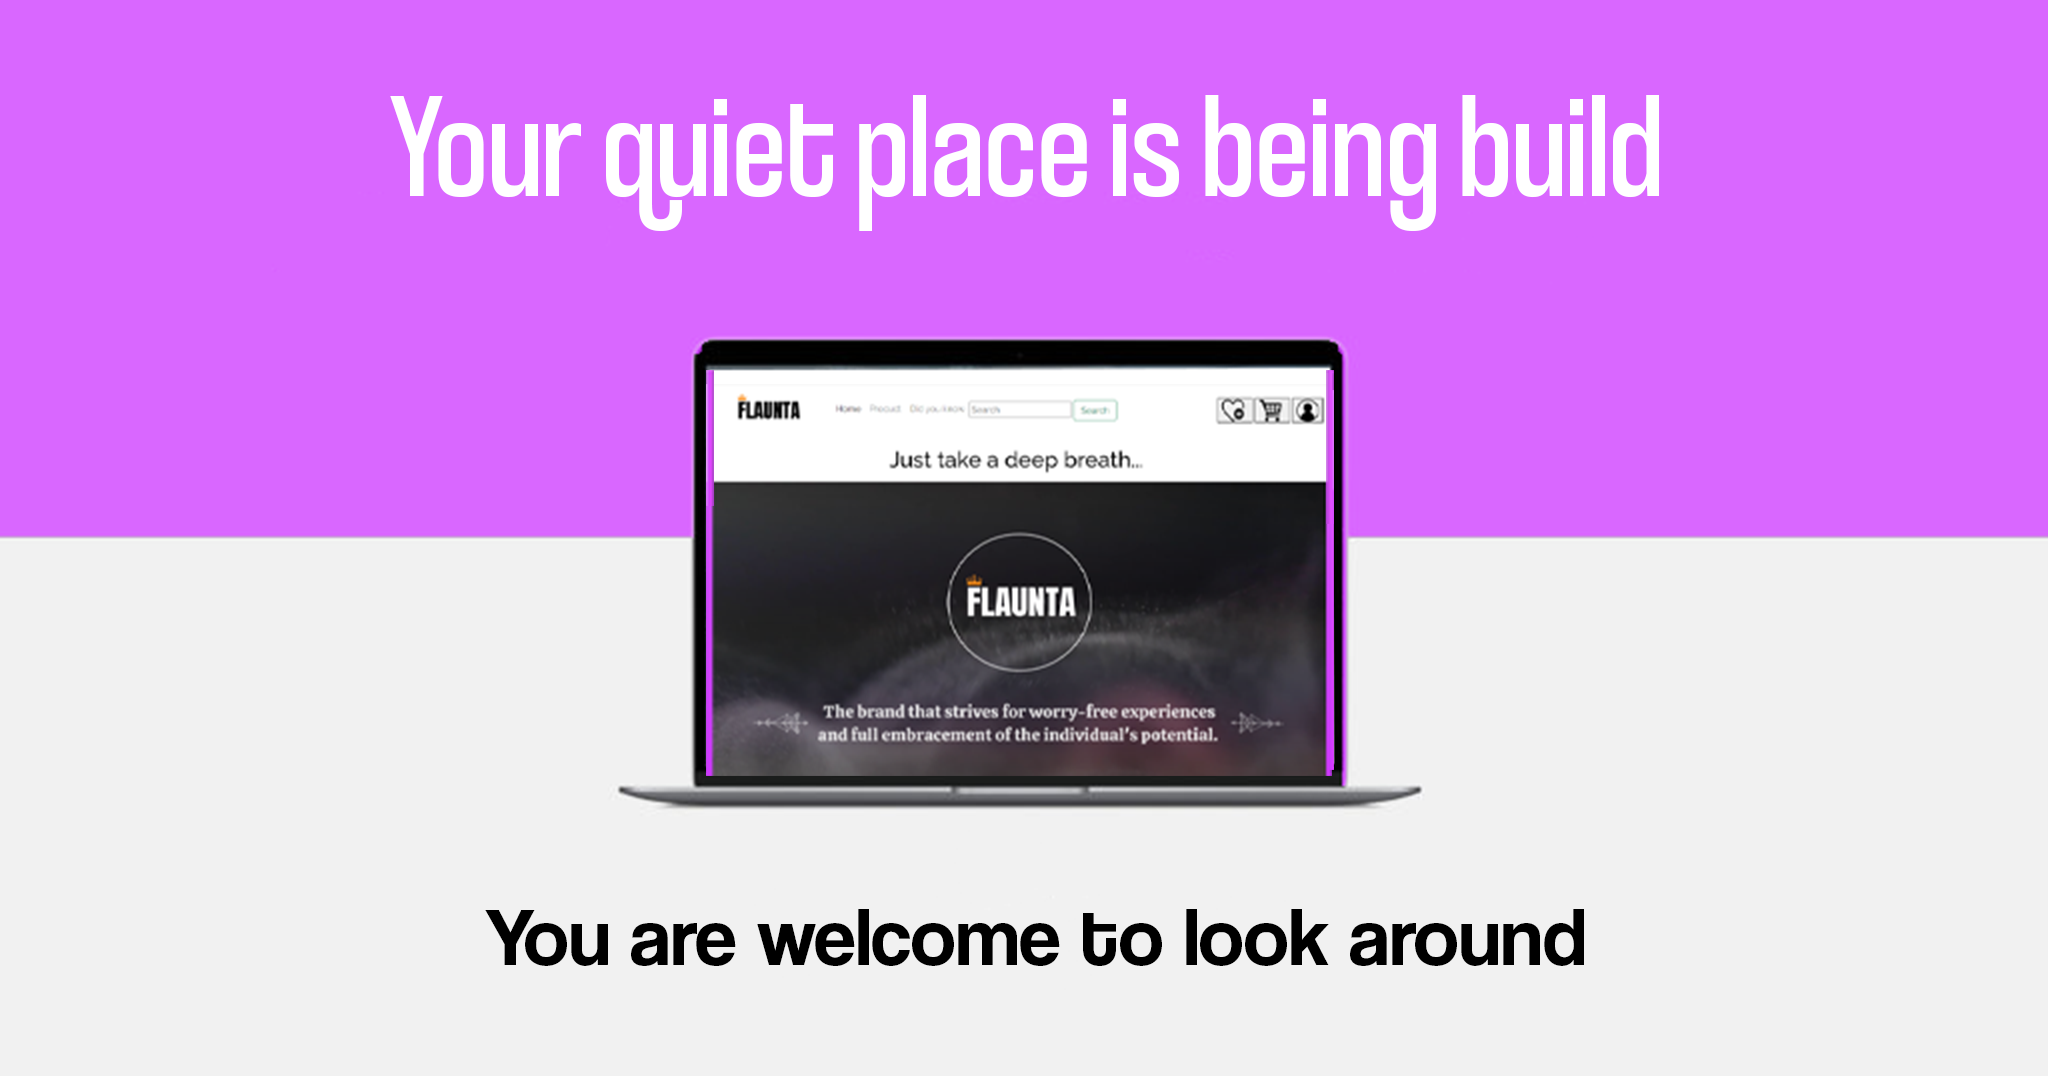 Your quiet place is being build
FLAUNTA
Home Product Did you know Search Search
Just take a deep breath...
FLAUNTA
The brand that strives for worry-free experiences
and full embracement of the individual's potential.
You are welcome to look around